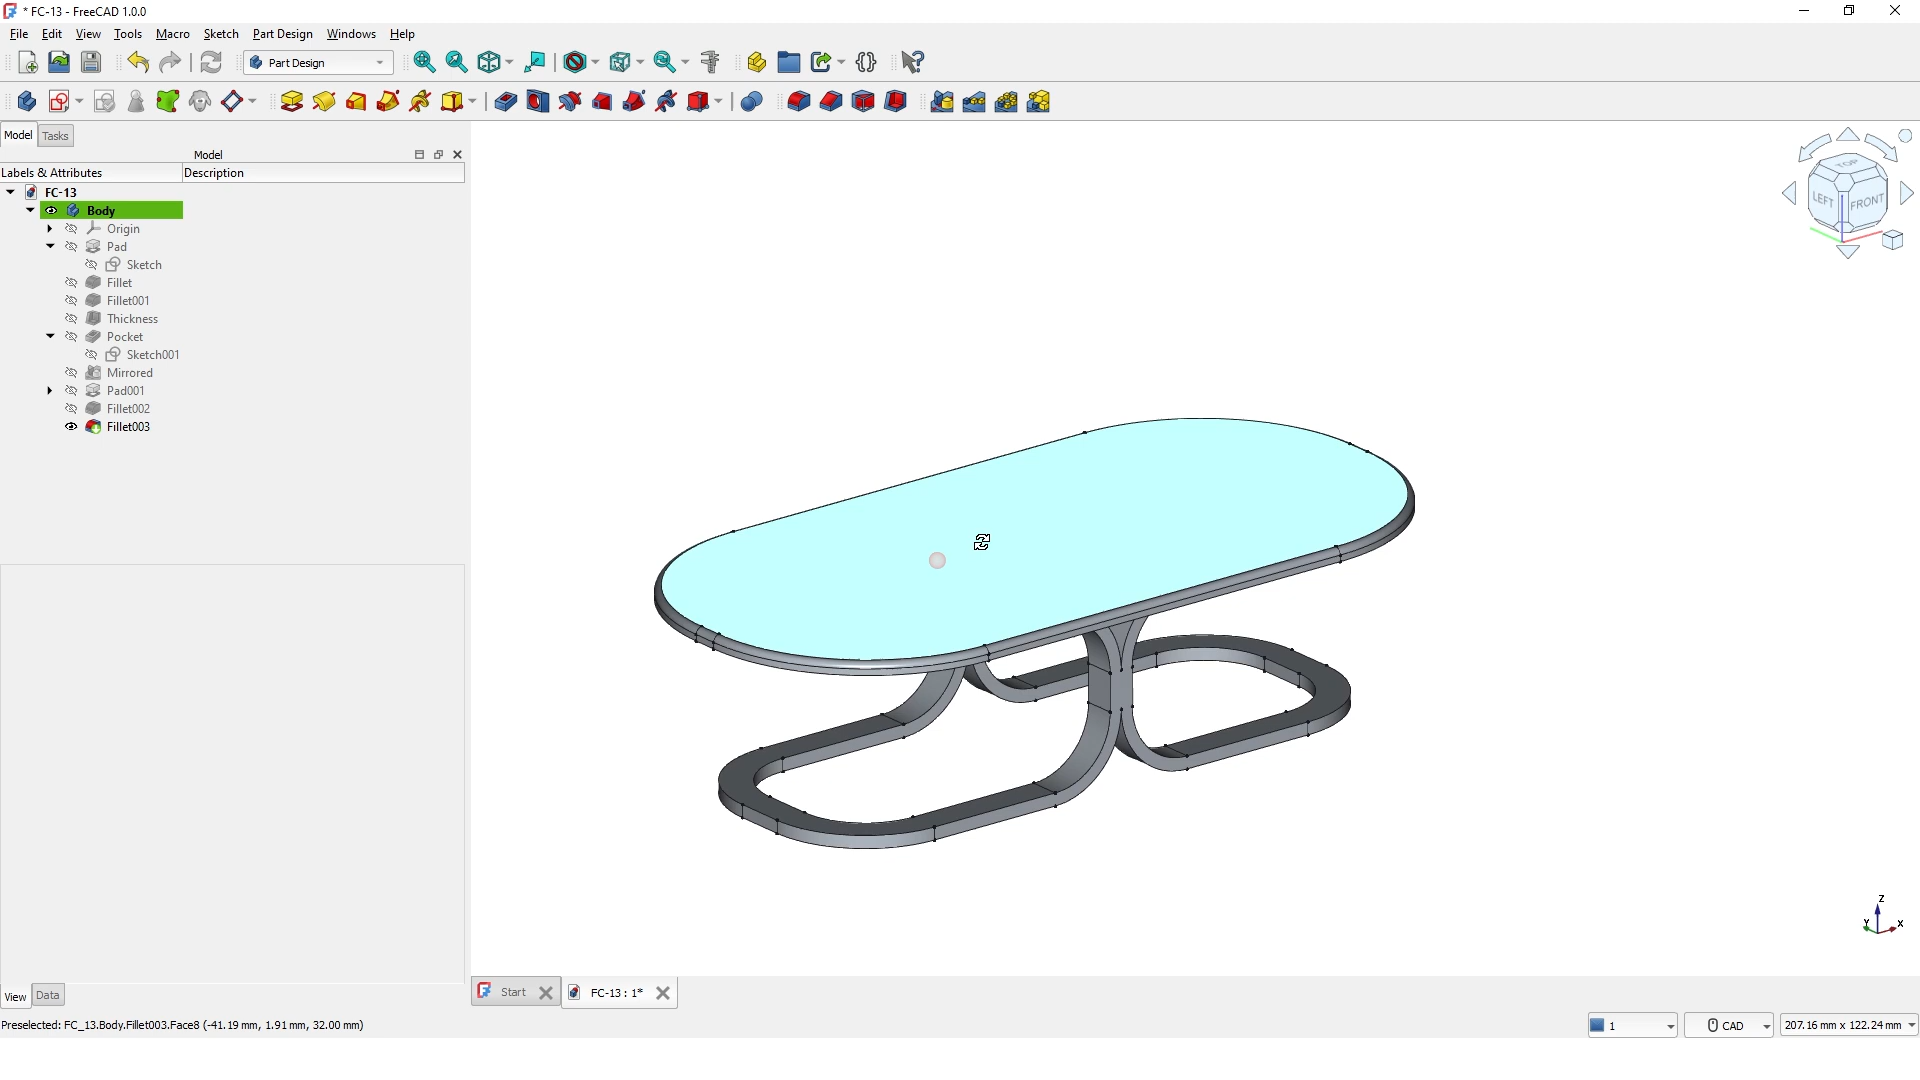 * FC-13 - FreeCAD 1.0.0
File Edit View Tools Macro Sketch Part Design Windows Help
Part Design
Model Tasks
Model
Labels & Attributes Description
FC-13
Body
Origin
Pad
Sketch
Fillet
Fillet001
Thickness
Pocket
Sketch001
Mirrored
Pad001
Fillet002
Fillet003
TOP
LEFT FRONT
Z
Y X
View Data
Start FC-13 : 1*
Preselected: FC_13.Body.Fillet003.Face8 (-41.19 mm, 1.91 mm, 32.00 mm)
1 CAD 207.16 mm x 122.24 mm